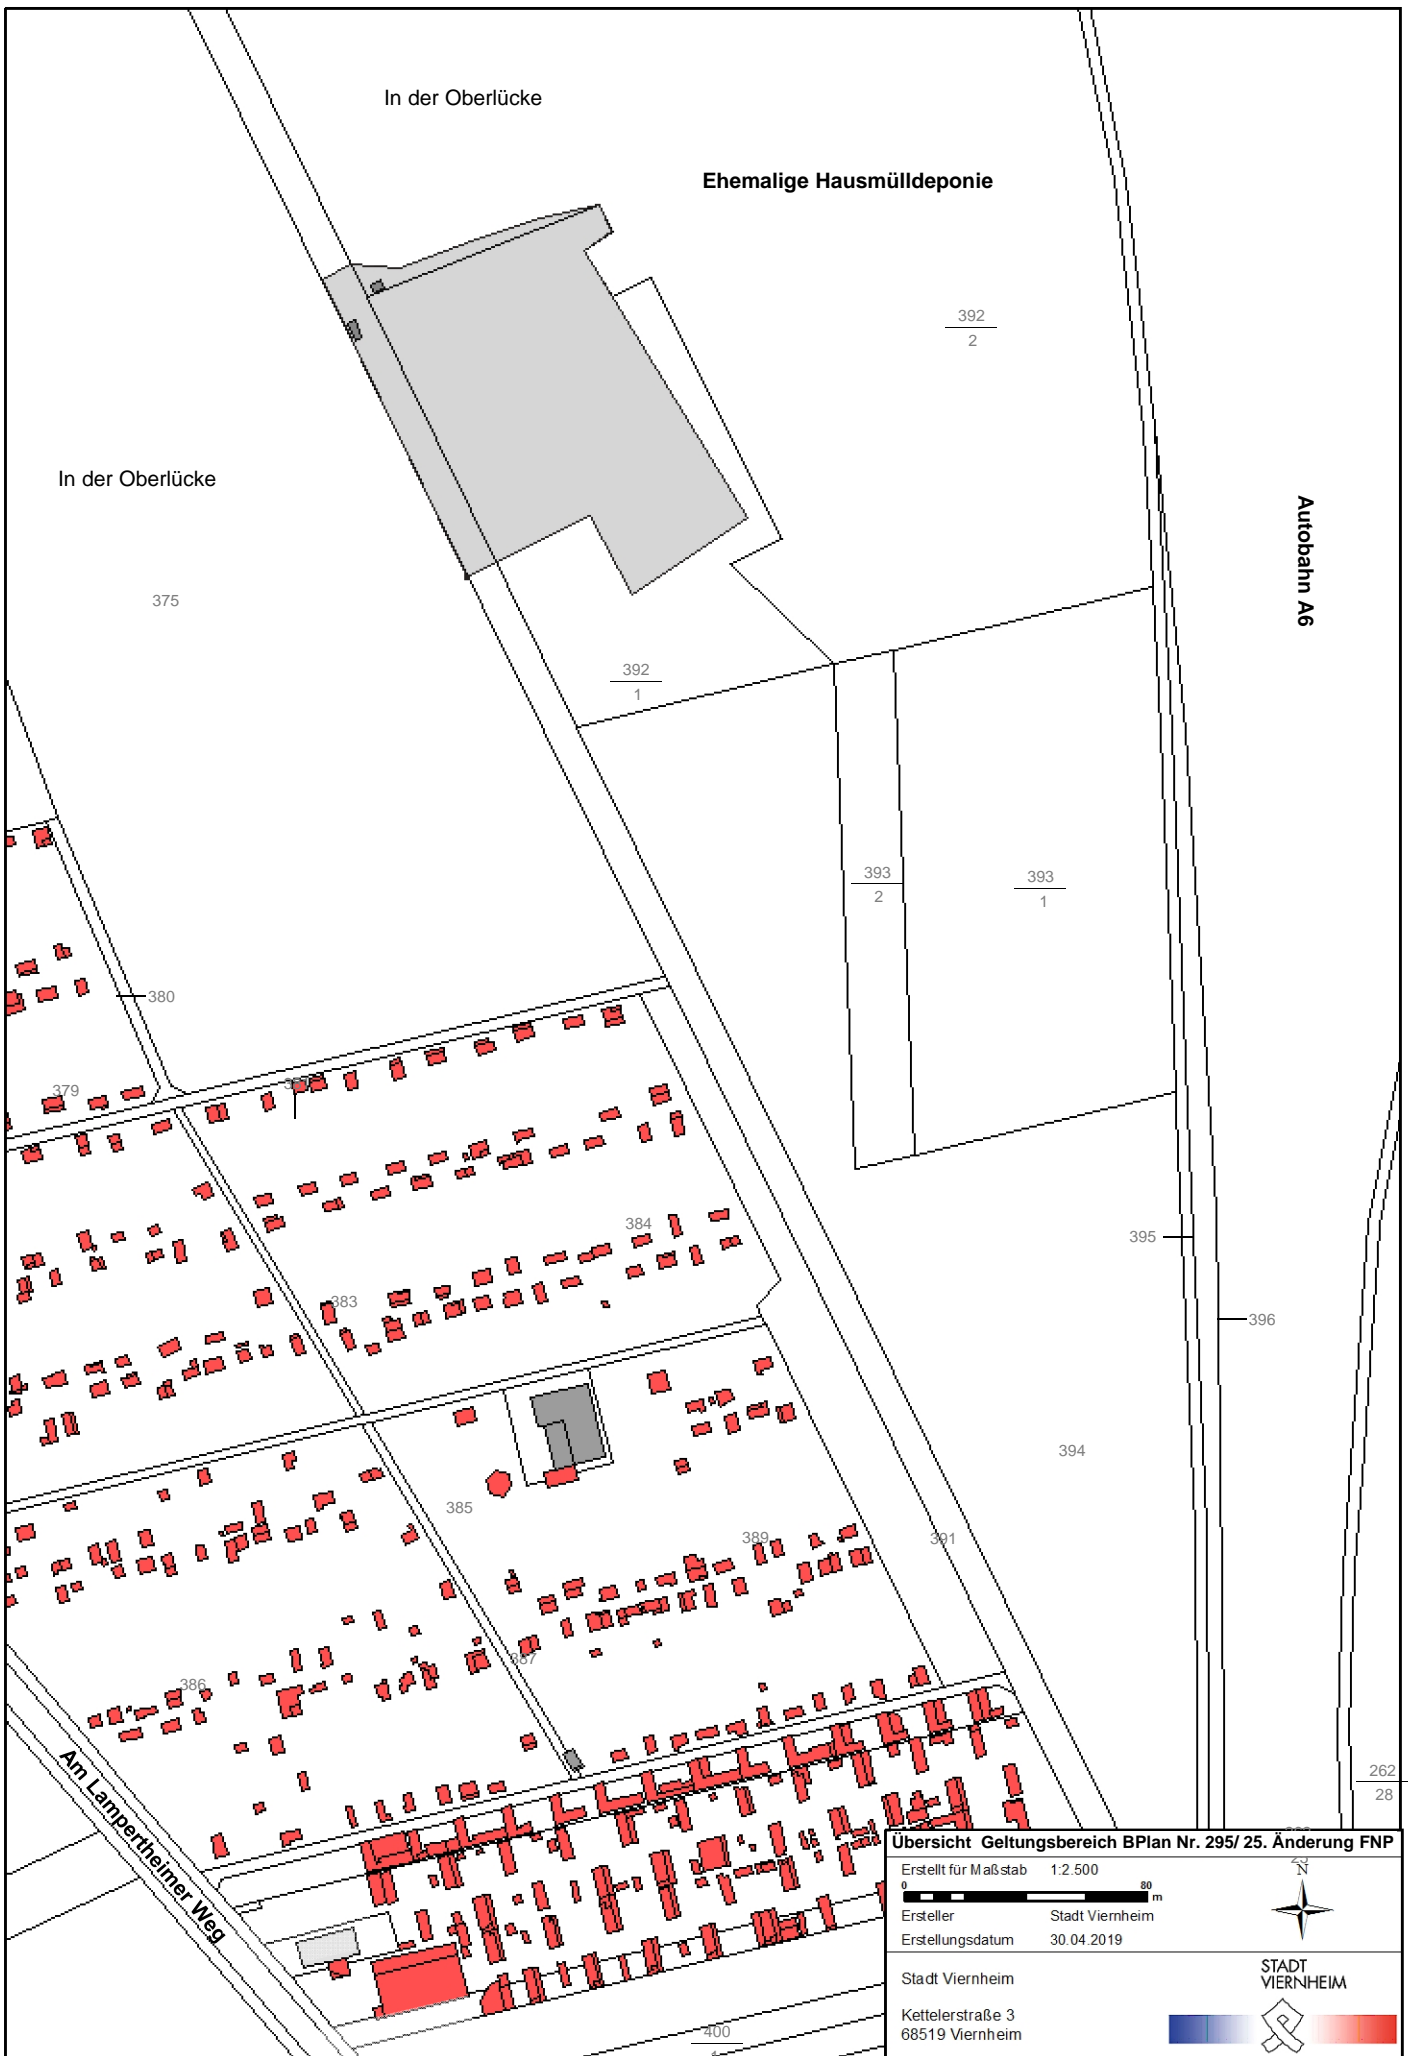 In der Oberlücke
Ehemalige Hausmülldeponie
392
2
In der Oberlücke
Autobahn A6
375
392
1
393
2
393
1
380
379
384
395
383
396
394
385
389
391
387
386
Am Lampertheimer Weg
262
28
Übersicht Geltungsbereich BPlan Nr. 295/ 25. Änderung FNP
Erstellt für Maßstab 1:2.500
N
0 80
m
Ersteller Stadt Viernheim
Erstellungsdatum 30.04.2019
Stadt Viernheim
STADT
VIERNHEIM
Kettelerstraße 3
68519 Viernheim
400